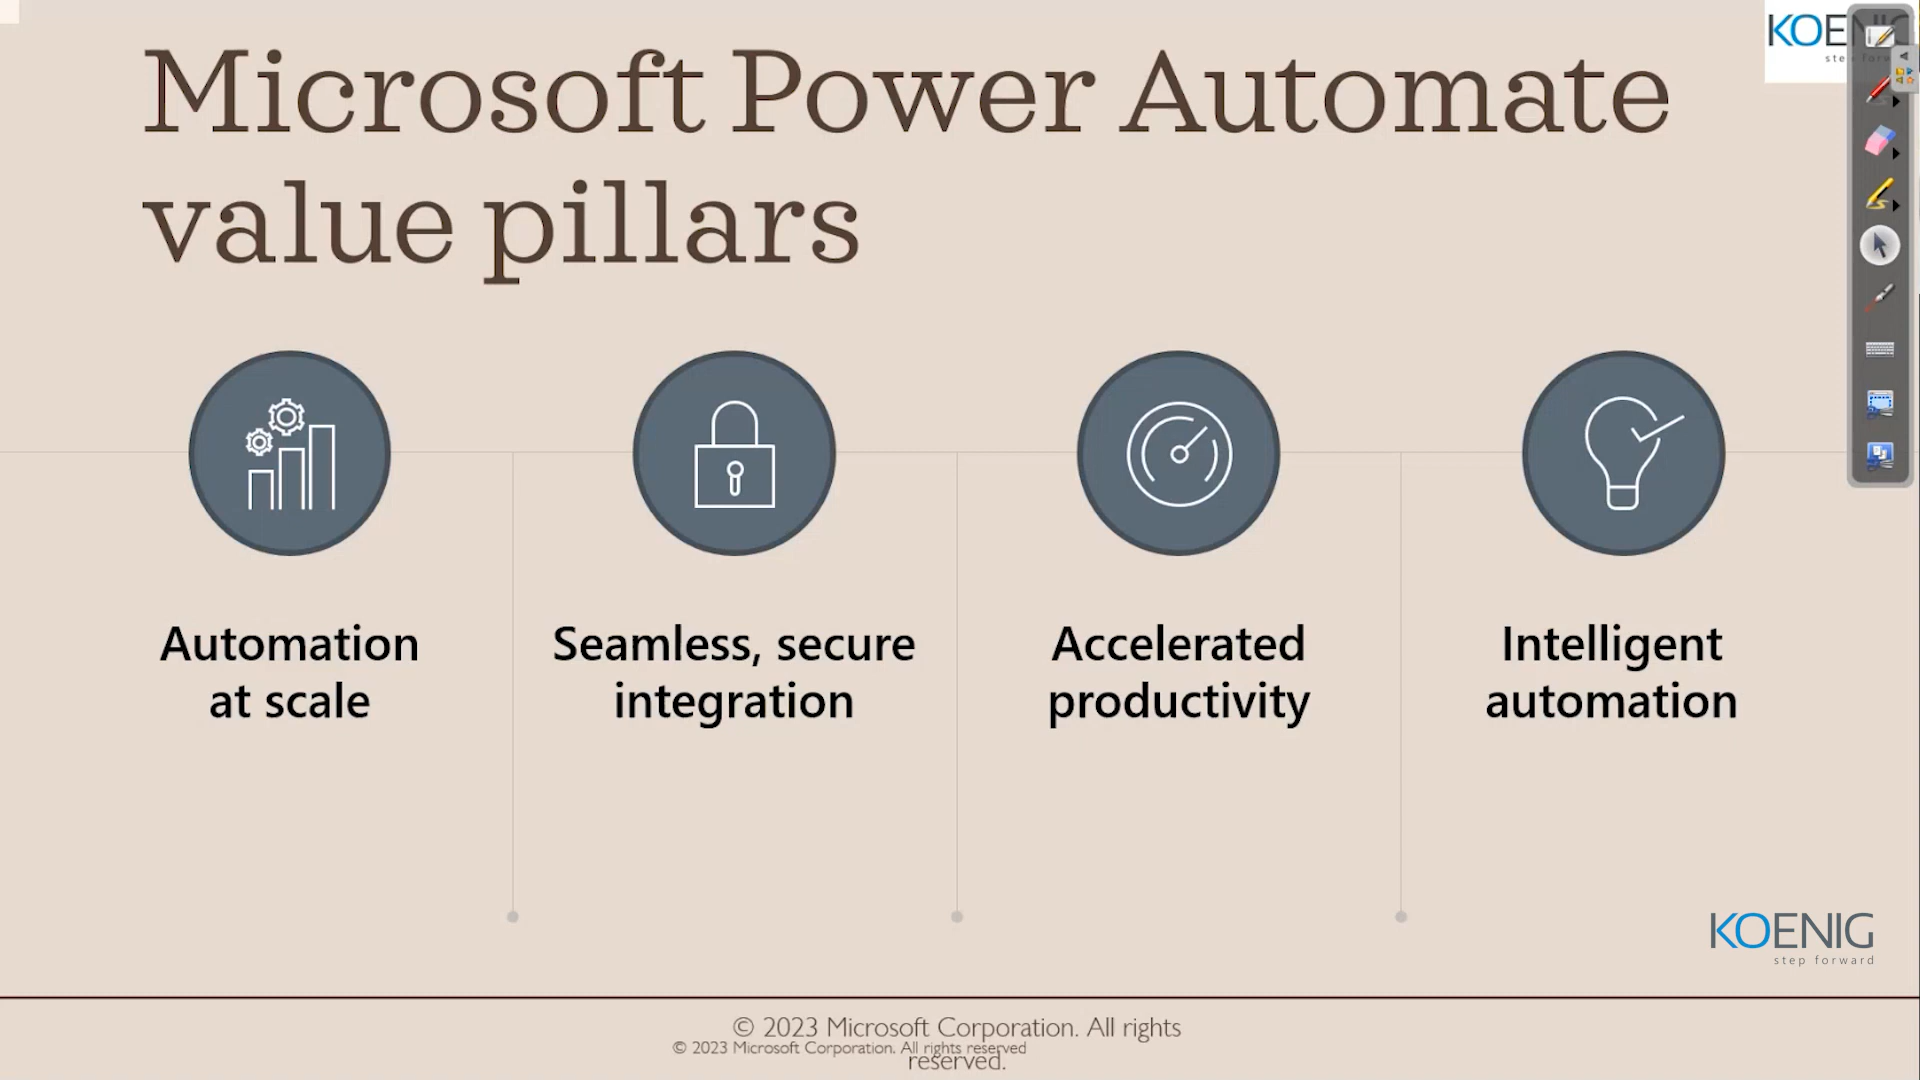 Microsoft Power Automate
value pillars
Automation
at scale
Seamless, secure
integration
Accelerated
productivity
Intelligent
automation
KOENIG
step forward
© 2023 Microsoft Corporation. All rights
reserved.
© 2023 Microsoft Corporation. All rights reserved